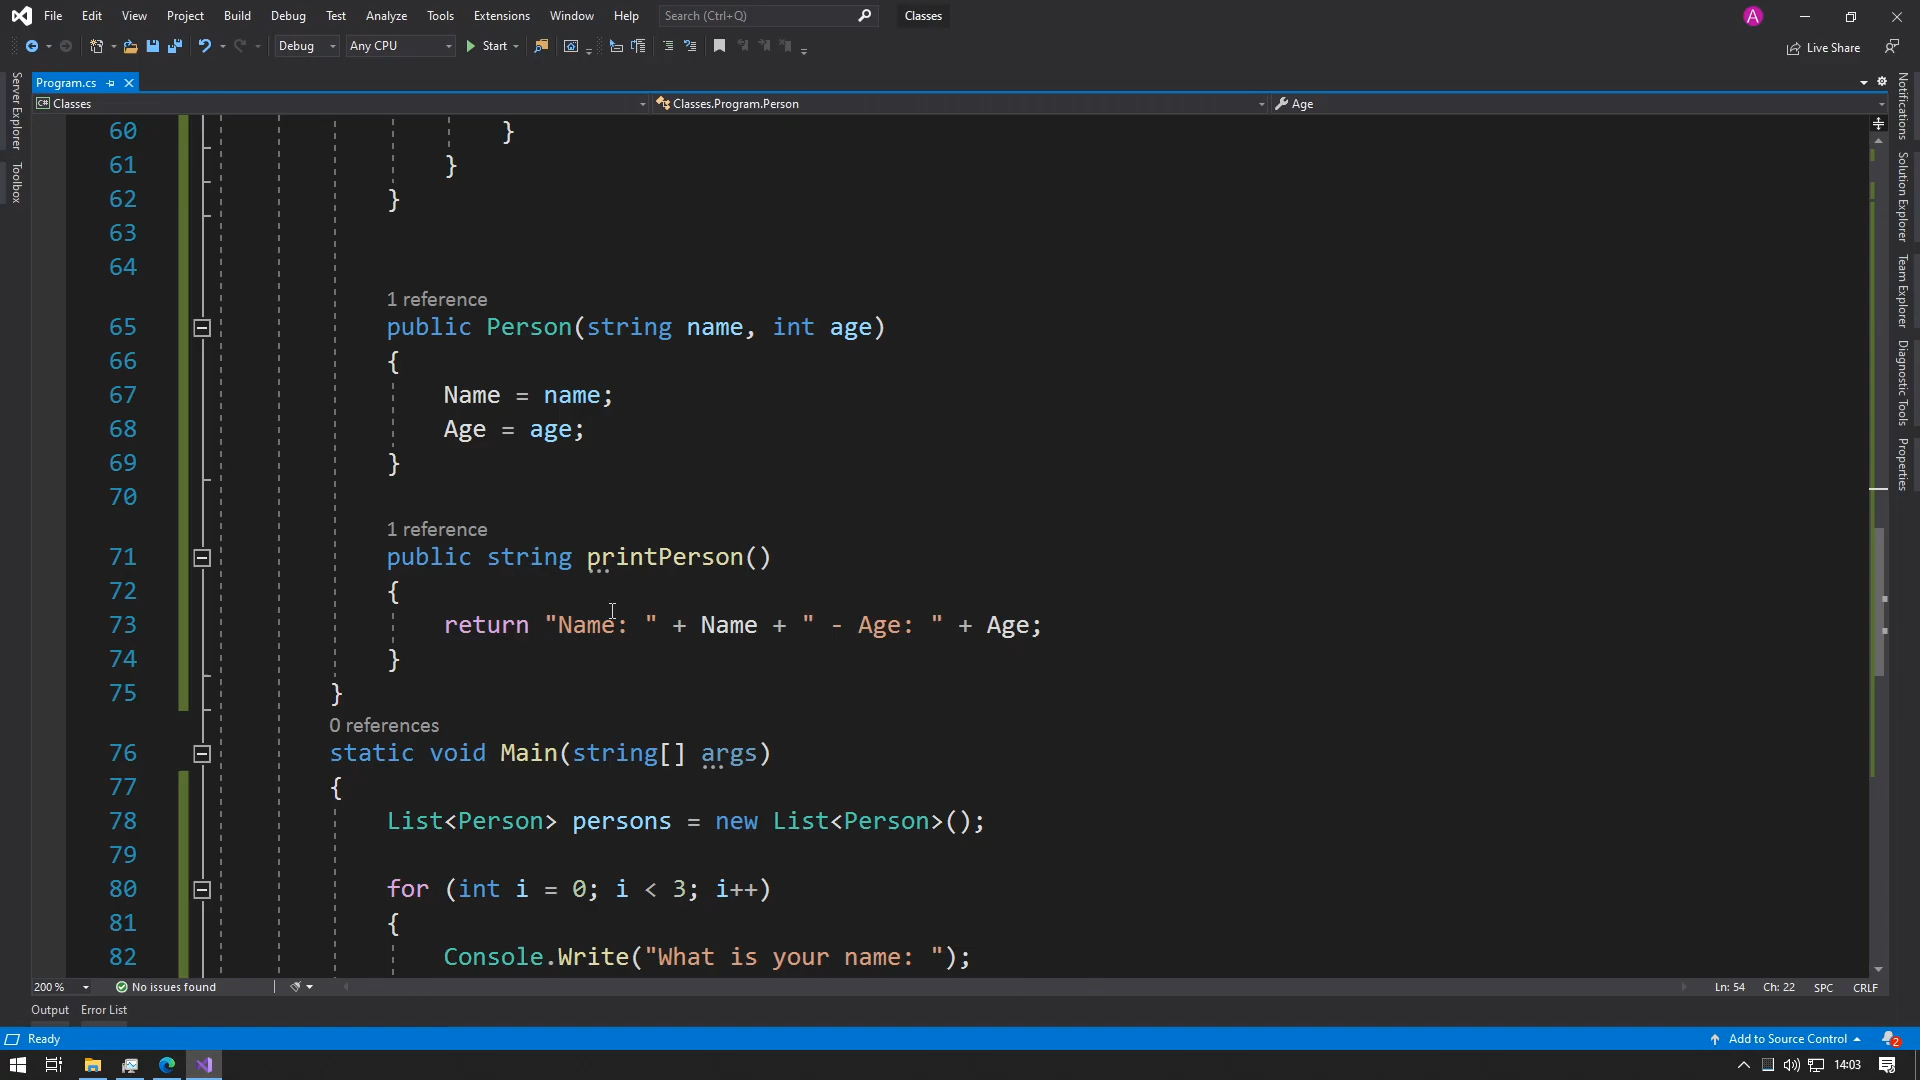 File Edit View Project Build Debug Test Analyze Tools Extensions Window Help Search (Ctrl+Q) Classes A
Debug Any CPU Start Live Share
Program.cs
Classes Classes.Program.Person Age
Server Explorer
Toolbox
Notifications
Solution Explorer
Team Explorer
Diagnostic Tools
Properties
60 }
61 }
62 }
63
64
1 reference
65 public Person(string name, int age)
66 {
67 Name = name;
68 Age = age;
69 }
70
1 reference
71 public string printPerson()
72 {
73 return "Name: " + Name + " - Age: " + Age;
74 }
75 }
0 references
76 static void Main(string[] args)
77 {
78 List<Person> persons = new List<Person>();
79
80 for (int i = 0; i < 3; i++)
81 {
82 Console.Write("What is your name: ");
200 % No issues found Ln: 54 Ch: 22 SPC CRLF
Output Error List
Ready Add to Source Control 2
14:03